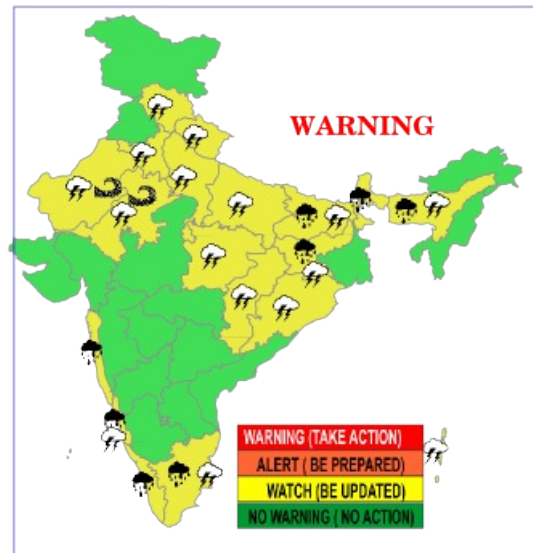 WARNING
WARNING (TAKE ACTION)
ALERT ( BE PREPARED)
WATCH (BE UPDATED)
NO WARNING ( NO ACTION)